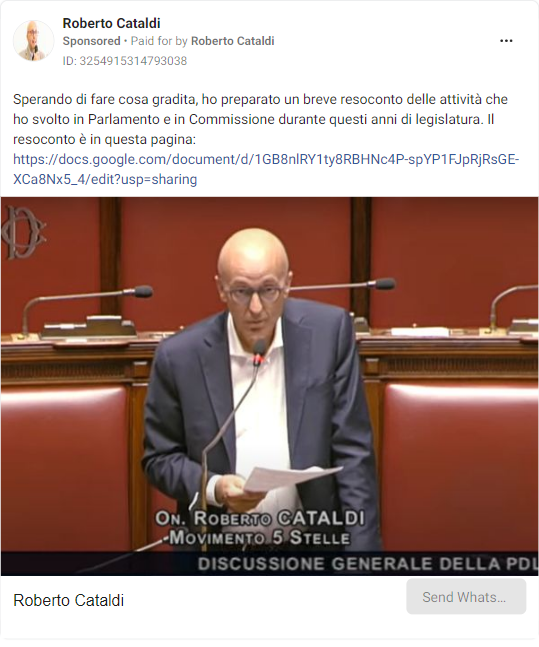 Roberto Cataldi
Sponsored • Paid for by Roberto Cataldi
ID: 3254915314793038
Sperando di fare cosa gradita, ho preparato un breve resoconto delle attività che
ho svolto in Parlamento e in Commissione durante questi anni di legislatura. Il
resoconto è in questa pagina:
https://docs.google.com/document/d/1GB8nlRY1ty8RBHNc4P-spYP1FJpRjRsGE-
XCa8Nx5_4/edit?usp=sharing
ON. ROBERTO CATALDI
-MOVIMENTO 5 STELLE
DISCUSSIONE GENERALE DELLA PDL
Roberto Cataldi
Send Whats...